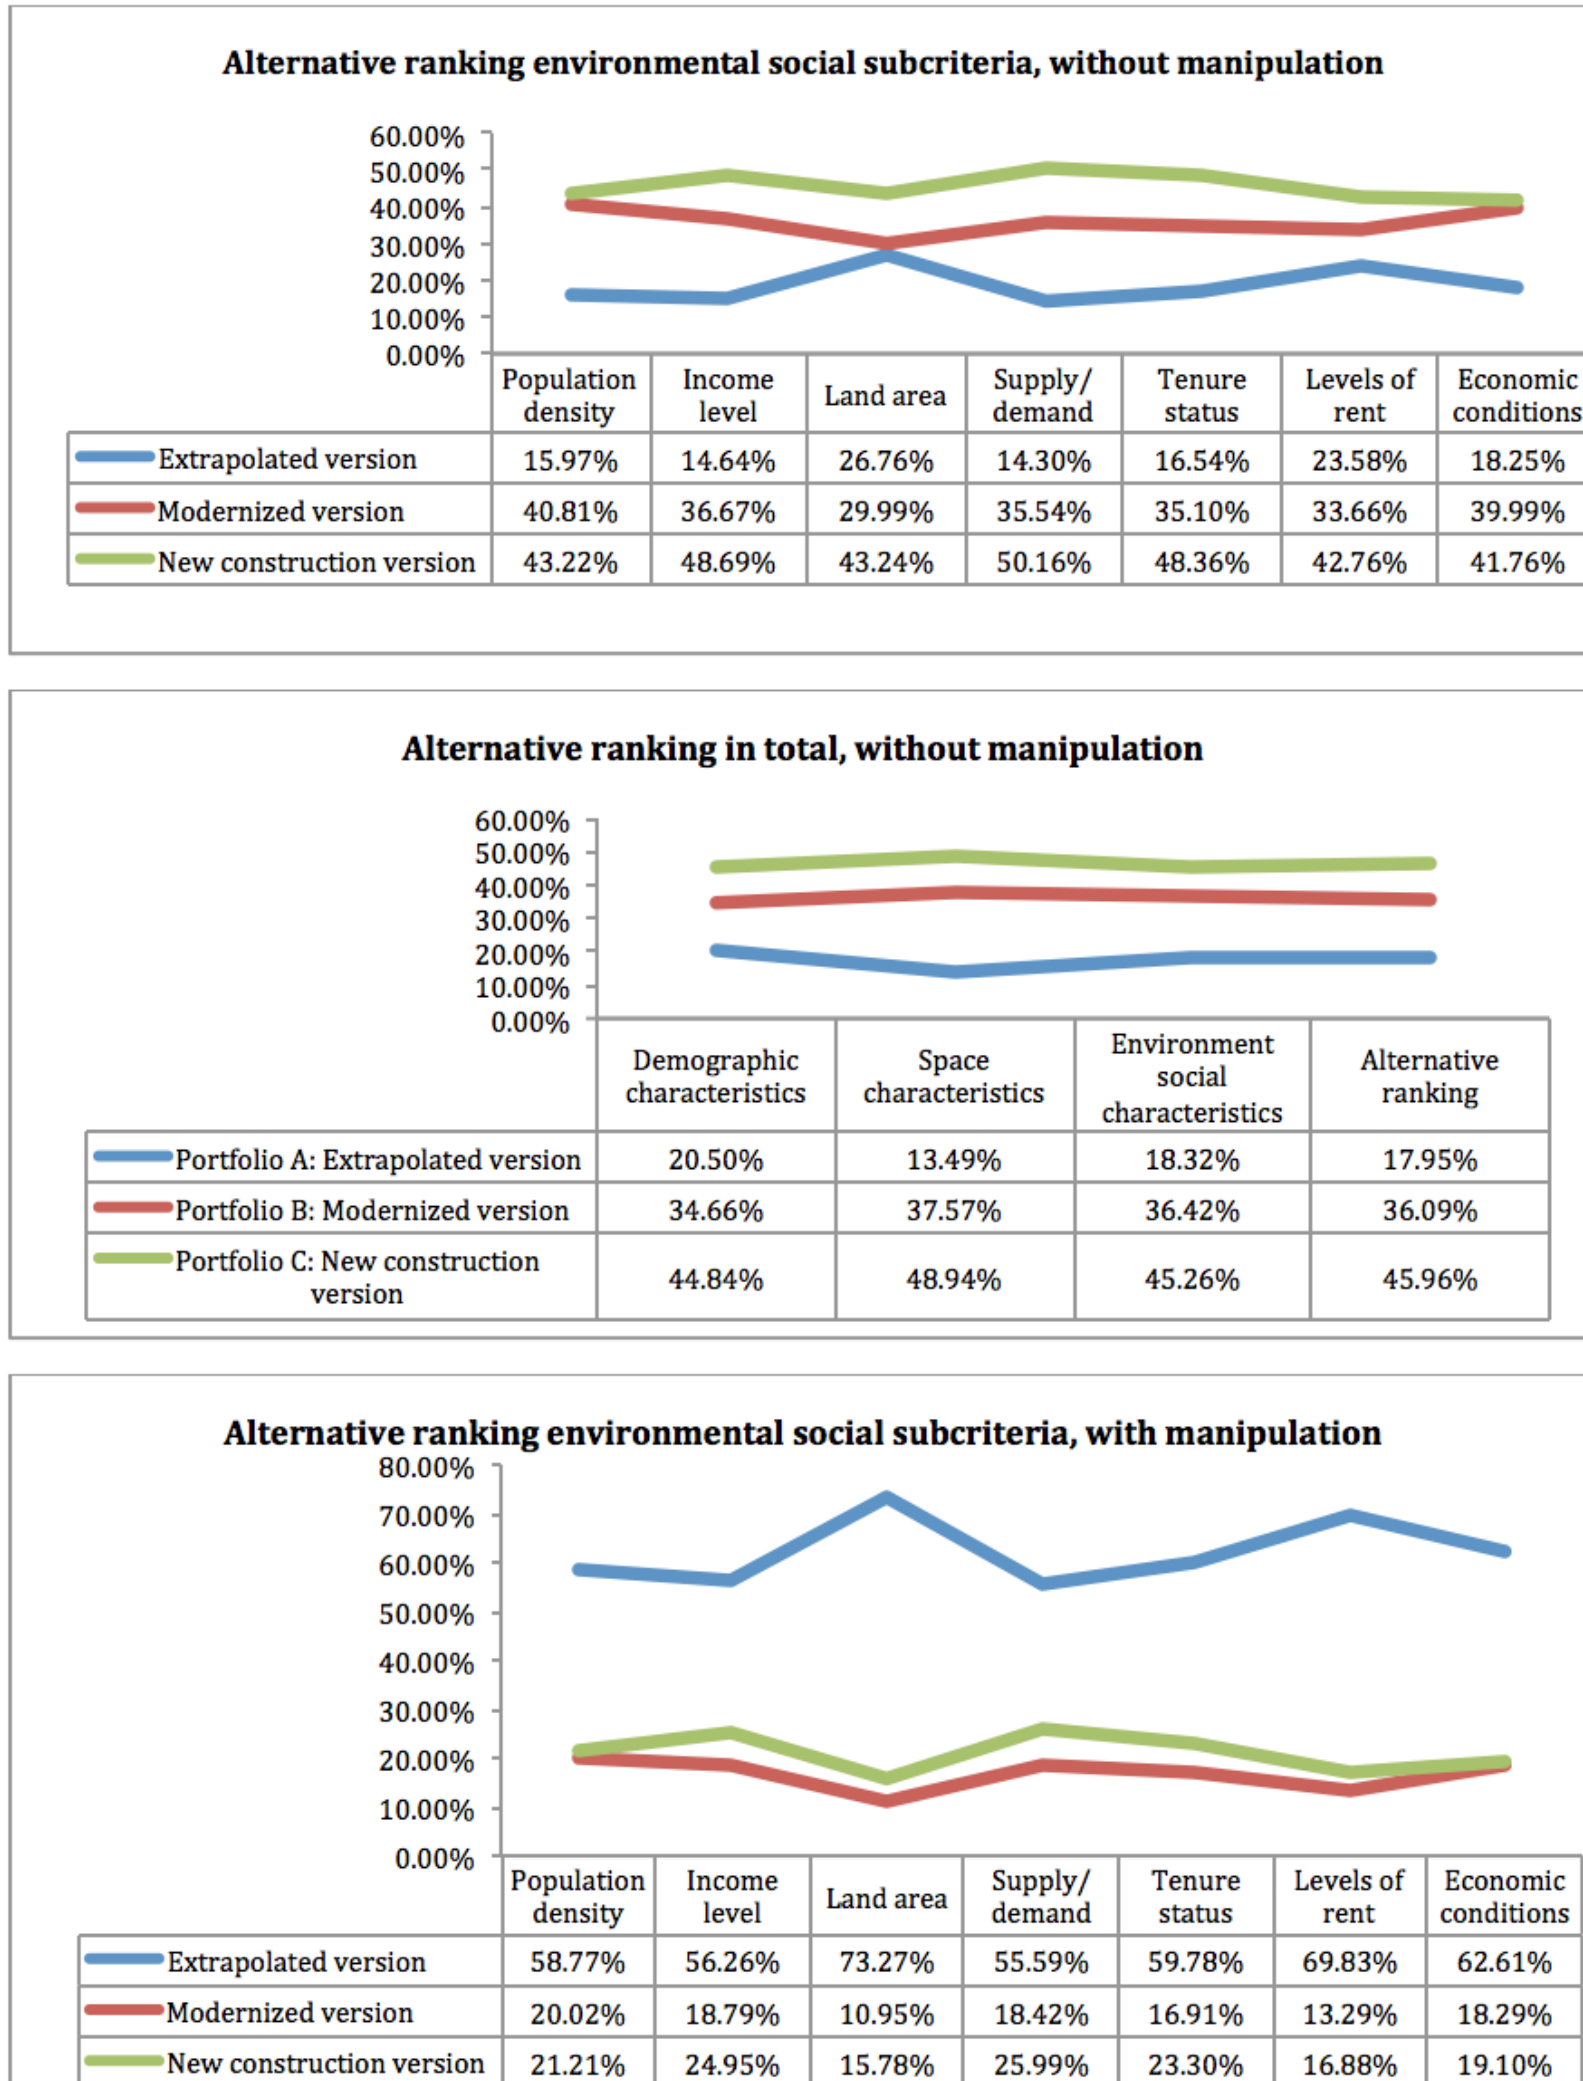 Alternative ranking environmental social subcriteria, without manipulation
60.00%
50.00%
40.00%
30.00%
20.00%
10.00%
0.00%
Population density Income level Land area Supply/ demand Tenure status Levels of rent Economic conditions
Extrapolated version 15.97% 14.64% 26.76% 14.30% 16.54% 23.58% 18.25%
Modernized version 40.81% 36.67% 29.99% 35.54% 35.10% 33.66% 39.99%
New construction version 43.22% 48.69% 43.24% 50.16% 48.36% 42.76% 41.76%
Alternative ranking in total, without manipulation
60.00%
50.00%
40.00%
30.00%
20.00%
10.00%
0.00%
Demographic characteristics Space characteristics Environment social characteristics Alternative ranking
Portfolio A: Extrapolated version 20.50% 13.49% 18.32% 17.95%
Portfolio B: Modernized version 34.66% 37.57% 36.42% 36.09%
Portfolio C: New construction version 44.84% 48.94% 45.26% 45.96%
Alternative ranking environmental social subcriteria, with manipulation
80.00%
70.00%
60.00%
50.00%
40.00%
30.00%
20.00%
10.00%
0.00%
Population density Income level Land area Supply/ demand Tenure status Levels of rent Economic conditions
Extrapolated version 58.77% 56.26% 73.27% 55.59% 59.78% 69.83% 62.61%
Modernized version 20.02% 18.79% 10.95% 18.42% 16.91% 13.29% 18.29%
New construction version 21.21% 24.95% 15.78% 25.99% 23.30% 16.88% 19.10%